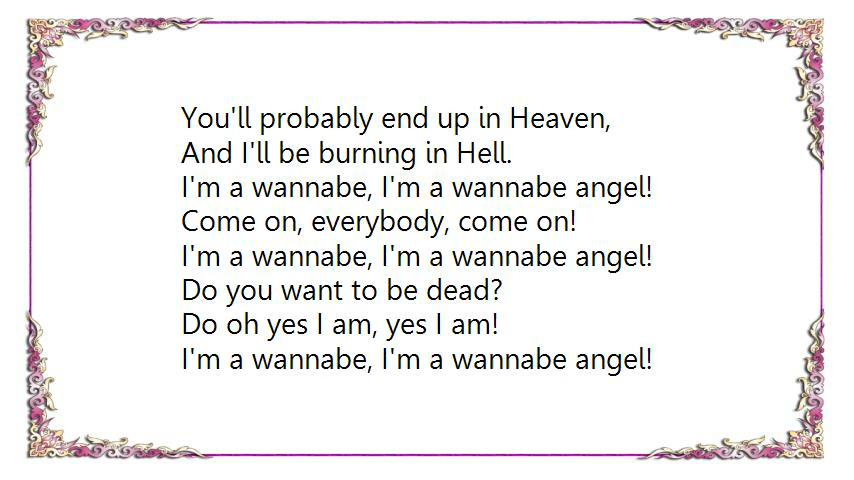 You'll probably end up in Heaven,
And I'll be burning in Hell.
I'm a wannabe, I'm a wannabe angel!
Come on, everybody, come on!
I'm a wannabe, I'm a wannabe angel!
Do you want to be dead?
Do oh yes I am, yes I am!
I'm a wannabe, I'm a wannabe angel!